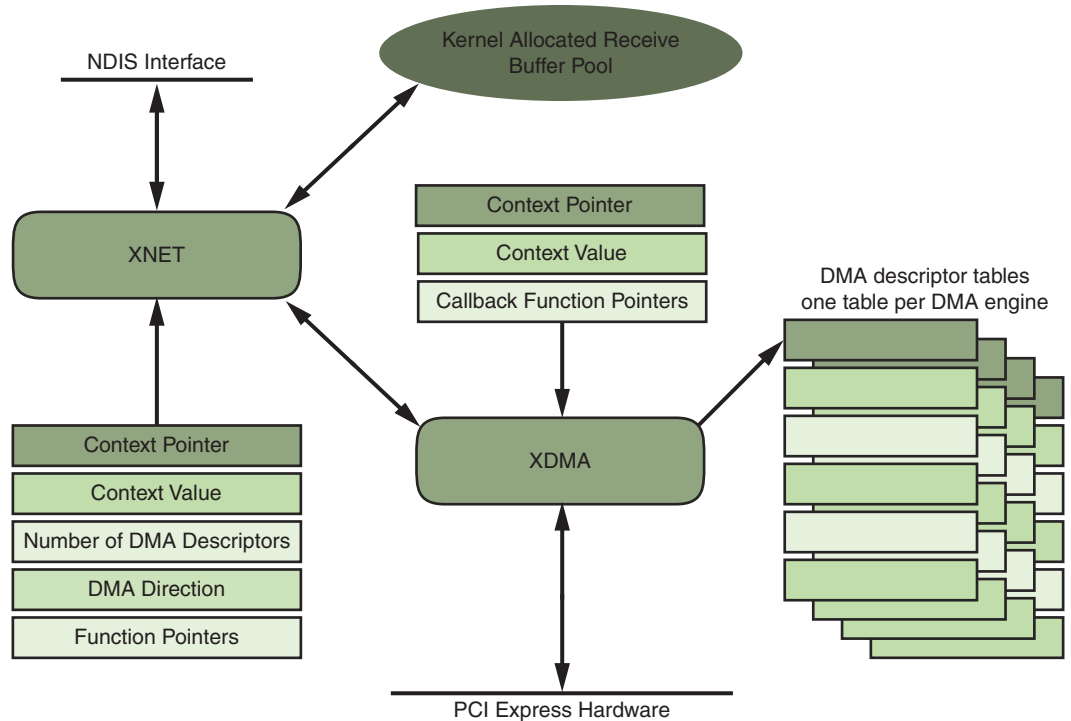 Kernel Allocated Receive
Buffer Pool
NDIS Interface
XNET
Context Pointer
Context Value
Callback Function Pointers
DMA descriptor tables
one table per DMA engine
Context Pointer
Context Value
Number of DMA Descriptors
DMA Direction
Function Pointers
XDMA
PCI Express Hardware